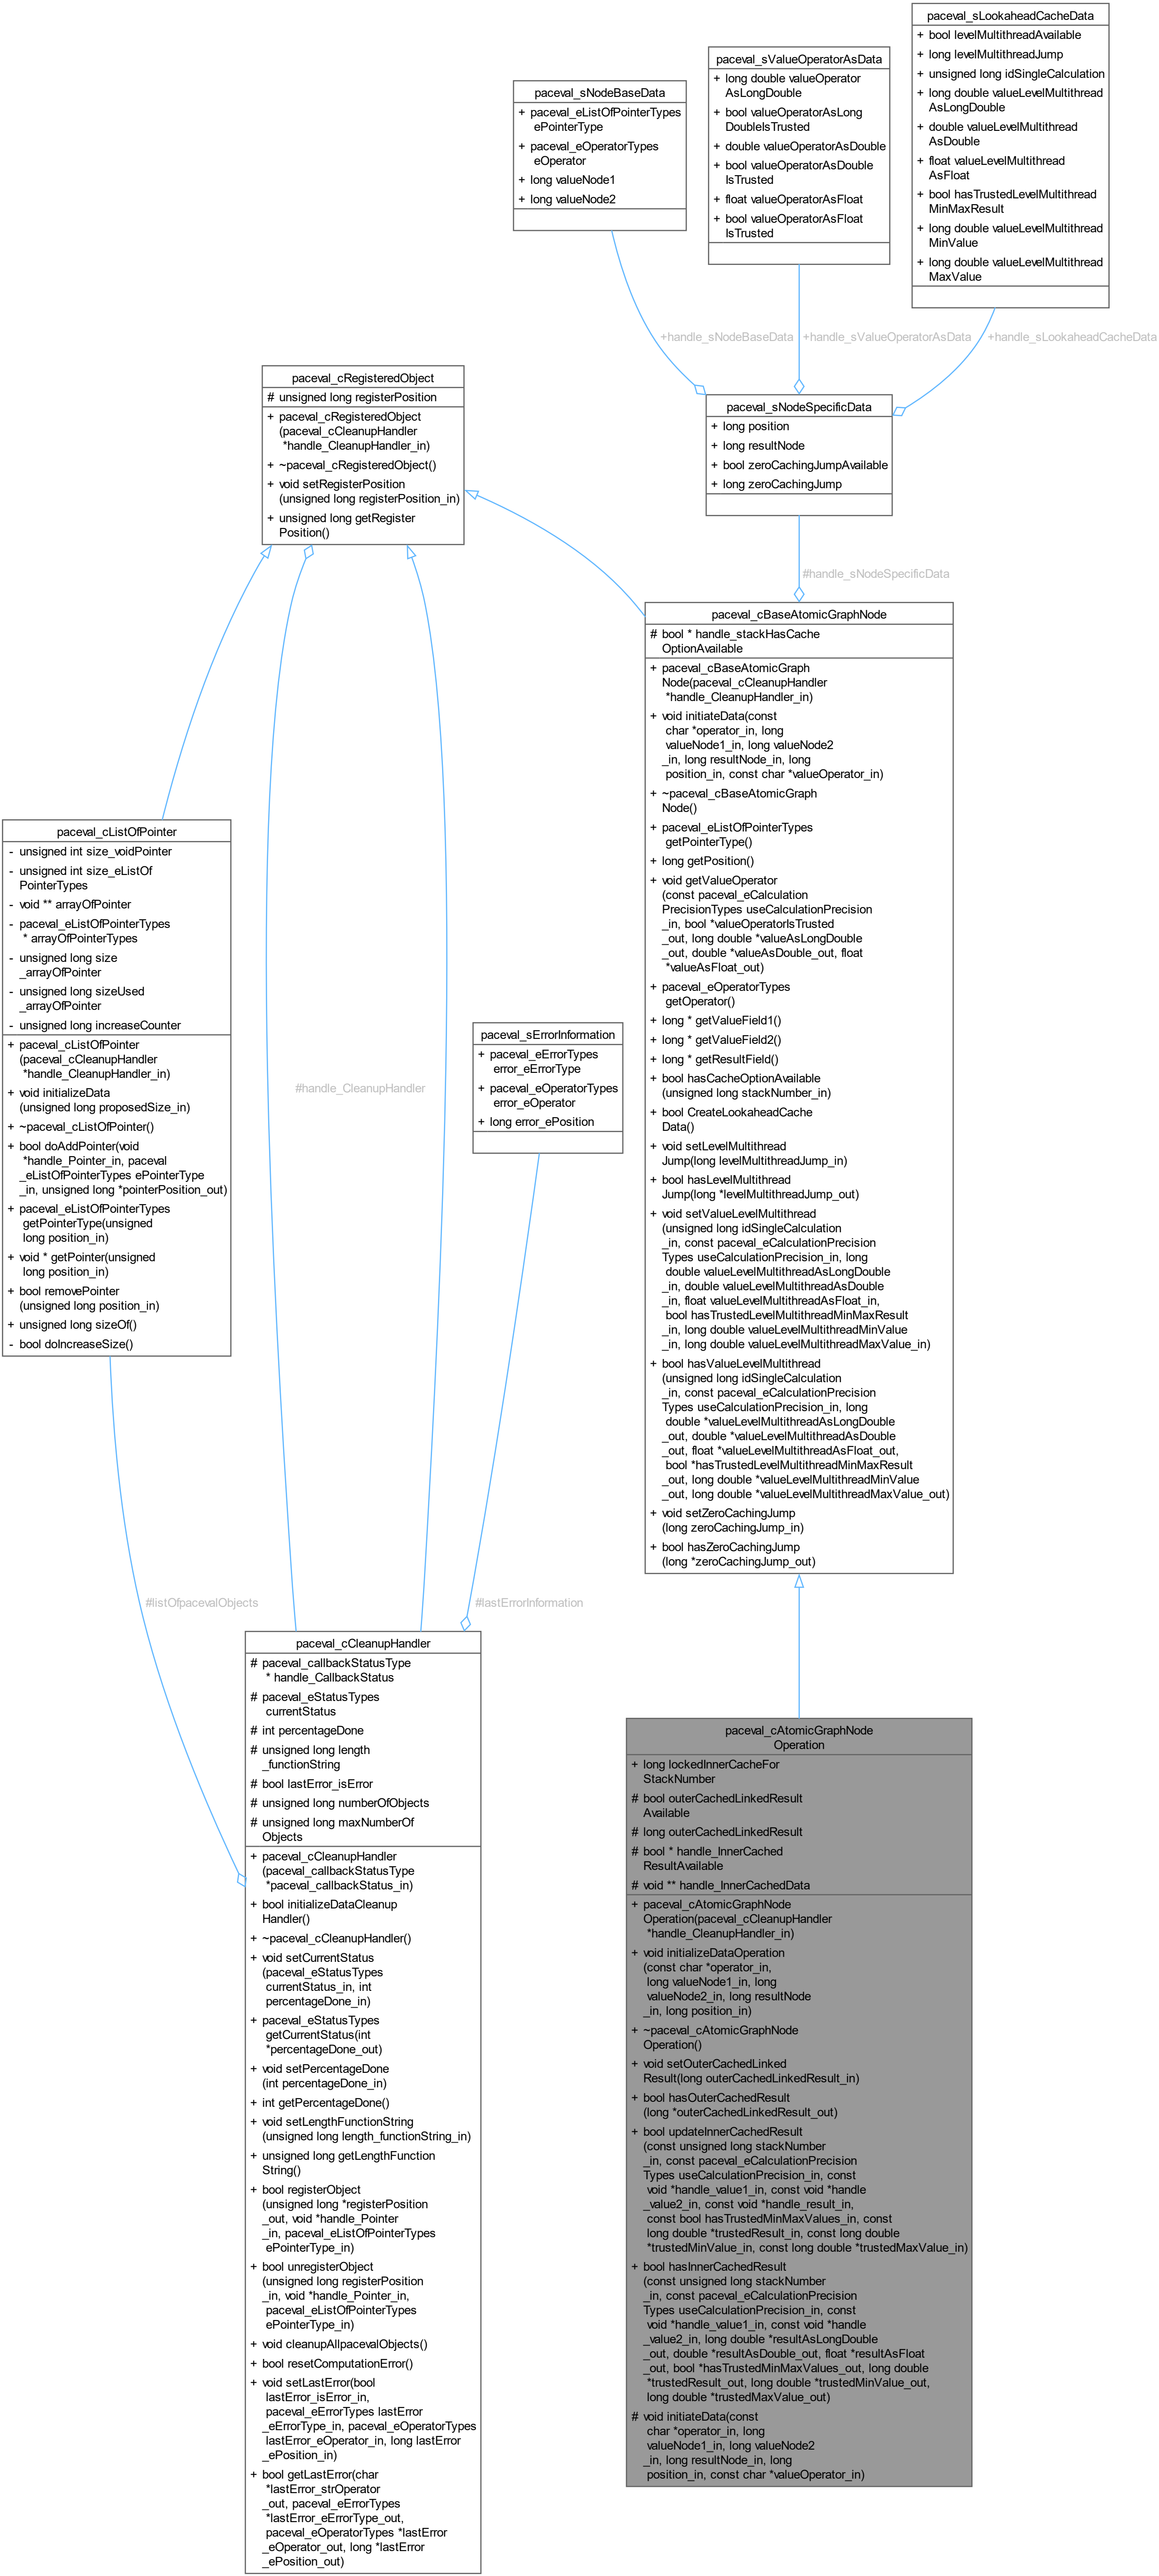 paceval_sLookaheadCacheData
+ bool levelMultithreadAvailable
+ long levelMultithreadJump
+ unsigned long idSingleCalculation
+ long double valueLevelMultithread
AsLongDouble
+ double valueLevelMultithread
AsDouble
+ float valueLevelMultithread
AsFloat
+ bool hasTrustedLevelMultithread
MinMaxResult
+ long double valueLevelMultithread
MinValue
+ long double valueLevelMultithread
MaxValue
paceval_sValueOperatorAsData
+ long double valueOperator
AsLongDouble
+ bool valueOperatorAsLong
DoubleIsTrusted
+ double valueOperatorAsDouble
+ bool valueOperatorAsDouble
IsTrusted
+ float valueOperatorAsFloat
+ bool valueOperatorAsFloat
IsTrusted
paceval_sNodeBaseData
+ paceval_eListOfPointerTypes
ePointerType
+ paceval_eOperatorTypes
eOperator
+ long valueNode1
+ long valueNode2
+handle_sNodeBaseData
+handle_sValueOperatorAsData
+handle_sLookaheadCacheData
paceval_cRegisteredObject
# unsigned long registerPosition
+ paceval_cRegisteredObject
(paceval_cCleanupHandler
*handle_CleanupHandler_in)
+ ~paceval_cRegisteredObject()
+ void setRegisterPosition
(unsigned long registerPosition_in)
+ unsigned long getRegister
Position()
paceval_sNodeSpecificData
+ long position
+ long resultNode
+ bool zeroCachingJumpAvailable
+ long zeroCachingJump
#handle_sNodeSpecificData
paceval_cBaseAtomicGraphNode
# bool * handle_stackHasCache
OptionAvailable
+ paceval_cBaseAtomicGraph
Node(paceval_cCleanupHandler
*handle_CleanupHandler_in)
+ void initiateData(const
char *operator_in, long
valueNode1_in, long valueNode2
_in, long resultNode_in, long
position_in, const char *valueOperator_in)
+ ~paceval_cBaseAtomicGraph
Node()
+ paceval_eListOfPointerTypes
getPointerType()
+ long getPosition()
+ void getValueOperator
(const paceval_eCalculation
PrecisionTypes useCalculationPrecision
_in, bool *valueOperatorIsTrusted
_out, long double *valueAsLongDouble
_out, double *valueAsDouble_out, float
*valueAsFloat_out)
+ paceval_eOperatorTypes
getOperator()
+ long * getValueField1()
+ long * getValueField2()
+ long * getResultField()
+ bool hasCacheOptionAvailable
(unsigned long stackNumber_in)
+ bool CreateLookaheadCache
Data()
+ void setLevelMultithread
Jump(long levelMultithreadJump_in)
+ bool hasLevelMultithread
Jump(long *levelMultithreadJump_out)
+ void setValueLevelMultithread
(unsigned long idSingleCalculation
_in, const paceval_eCalculationPrecision
Types useCalculationPrecision_in, long
double valueLevelMultithreadAsLongDouble
_in, double valueLevelMultithreadAsDouble
_in, float valueLevelMultithreadAsFloat_in,
bool hasTrustedLevelMultithreadMinMaxResult
_in, long double valueLevelMultithreadMinValue
_in, long double valueLevelMultithreadMaxValue_in)
+ bool hasValueLevelMultithread
(unsigned long idSingleCalculation
_in, const paceval_eCalculationPrecision
Types useCalculationPrecision_in, long
double *valueLevelMultithreadAsLongDouble
_out, double *valueLevelMultithreadAsDouble
_out, float *valueLevelMultithreadAsFloat_out,
bool *hasTrustedLevelMultithreadMinMaxResult
_out, long double *valueLevelMultithreadMinValue
_out, long double *valueLevelMultithreadMaxValue_out)
+ void setZeroCachingJump
(long zeroCachingJump_in)
+ bool hasZeroCachingJump
(long *zeroCachingJump_out)
paceval_cListOfPointer
- unsigned int size_voidPointer
- unsigned int size_eListOf
PointerTypes
- void ** arrayOfPointer
- paceval_eListOfPointerTypes
* arrayOfPointerTypes
- unsigned long size
_arrayOfPointer
- unsigned long sizeUsed
_arrayOfPointer
- unsigned long increaseCounter
+ paceval_cListOfPointer
(paceval_cCleanupHandler
*handle_CleanupHandler_in)
+ void initializeData
(unsigned long proposedSize_in)
+ ~paceval_cListOfPointer()
+ bool doAddPointer(void
*handle_Pointer_in, paceval
_eListOfPointerTypes ePointerType
_in, unsigned long *pointerPosition_out)
+ paceval_eListOfPointerTypes
getPointerType(unsigned
long position_in)
+ void * getPointer(unsigned
long position_in)
+ bool removePointer
(unsigned long position_in)
+ unsigned long sizeOf()
- bool doIncreaseSize()
#handle_CleanupHandler
paceval_sErrorInformation
+ paceval_eErrorTypes
error_eErrorType
+ paceval_eOperatorTypes
error_eOperator
+ long error_ePosition
#listOfpacevalObjects
#lastErrorInformation
paceval_cCleanupHandler
# paceval_callbackStatusType
* handle_CallbackStatus
# paceval_eStatusTypes
currentStatus
# int percentageDone
# unsigned long length
_functionString
# bool lastError_isError
# unsigned long numberOfObjects
# unsigned long maxNumberOf
Objects
+ paceval_cCleanupHandler
(paceval_callbackStatusType
*paceval_callbackStatus_in)
+ bool initializeDataCleanup
Handler()
+ ~paceval_cCleanupHandler()
+ void setCurrentStatus
(paceval_eStatusTypes
currentStatus_in, int
percentageDone_in)
+ paceval_eStatusTypes
getCurrentStatus(int
*percentageDone_out)
+ void setPercentageDone
(int percentageDone_in)
+ int getPercentageDone()
+ void setLengthFunctionString
(unsigned long length_functionString_in)
+ unsigned long getLengthFunction
String()
+ bool registerObject
(unsigned long *registerPosition
_out, void *handle_Pointer
_in, paceval_eListOfPointerTypes
ePointerType_in)
+ bool unregisterObject
(unsigned long registerPosition
_in, void *handle_Pointer_in,
paceval_eListOfPointerTypes
ePointerType_in)
+ void cleanupAllpacevalObjects()
+ bool resetComputationError()
+ void setLastError(bool
lastError_isError_in,
paceval_eErrorTypes lastError
_eErrorType_in, paceval_eOperatorTypes
lastError_eOperator_in, long lastError
_ePosition_in)
+ bool getLastError(char
*lastError_strOperator
_out, paceval_eErrorTypes
*lastError_eErrorType_out,
paceval_eOperatorTypes *lastError
_eOperator_out, long *lastError
_ePosition_out)
paceval_cAtomicGraphNode
Operation
+ long lockedInnerCacheFor
StackNumber
# bool outerCachedLinkedResult
Available
# long outerCachedLinkedResult
# bool * handle_InnerCached
ResultAvailable
# void ** handle_InnerCachedData
+ paceval_cAtomicGraphNode
Operation(paceval_cCleanupHandler
*handle_CleanupHandler_in)
+ void initializeDataOperation
(const char *operator_in,
long valueNode1_in, long
valueNode2_in, long resultNode
_in, long position_in)
+ ~paceval_cAtomicGraphNode
Operation()
+ void setOuterCachedLinked
Result(long outerCachedLinkedResult_in)
+ bool hasOuterCachedResult
(long *outerCachedLinkedResult_out)
+ bool updateInnerCachedResult
(const unsigned long stackNumber
_in, const paceval_eCalculationPrecision
Types useCalculationPrecision_in, const
void *handle_value1_in, const void *handle
_value2_in, const void *handle_result_in,
const bool hasTrustedMinMaxValues_in, const
long double *trustedResult_in, const long double
*trustedMinValue_in, const long double *trustedMaxValue_in)
+ bool hasInnerCachedResult
(const unsigned long stackNumber
_in, const paceval_eCalculationPrecision
Types useCalculationPrecision_in, const
void *handle_value1_in, const void *handle
_value2_in, long double *resultAsLongDouble
_out, double *resultAsDouble_out, float *resultAsFloat
_out, bool *hasTrustedMinMaxValues_out, long double
*trustedResult_out, long double *trustedMinValue_out,
long double *trustedMaxValue_out)
# void initiateData(const
char *operator_in, long
valueNode1_in, long valueNode2
_in, long resultNode_in, long
position_in, const char *valueOperator_in)